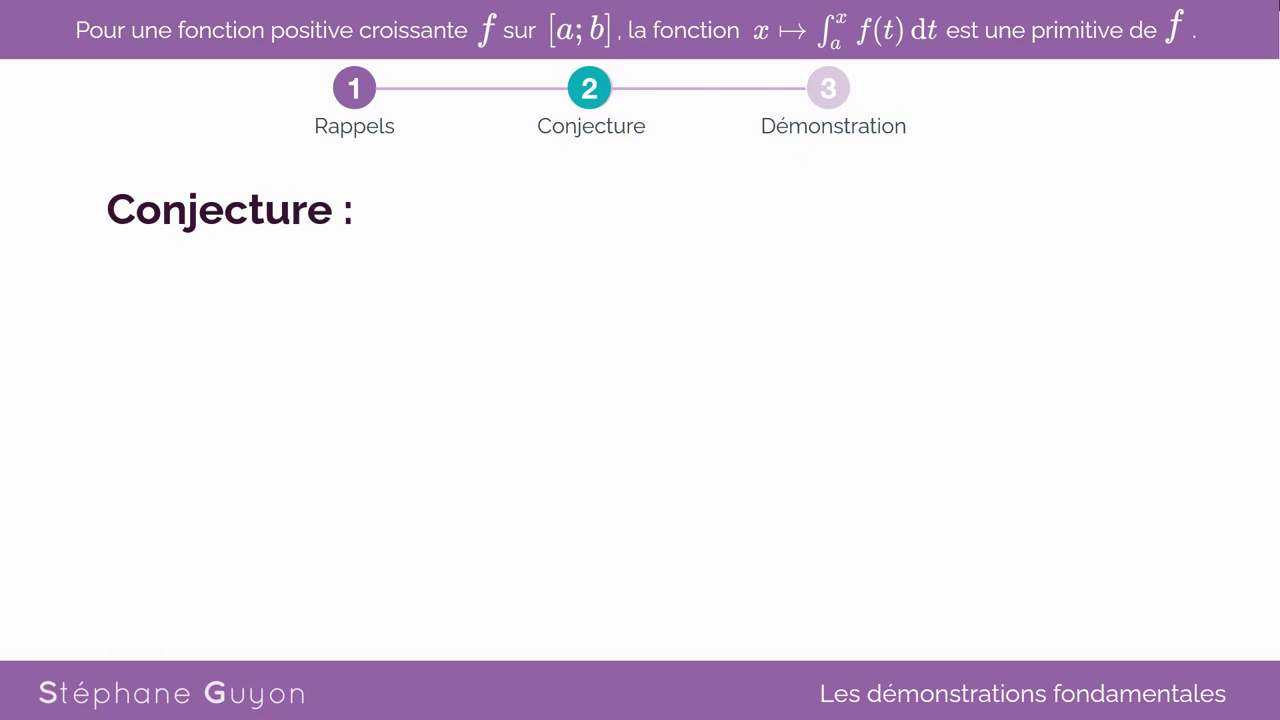 Pour une fonction positive croissante f sur [a; b], la fonction x ↦ ∫ₐˣ f(t) dt est une primitive de f .
1 2 3
Rappels Conjecture Démonstration
Conjecture :
Stéphane Guyon Les démonstrations fondamentales